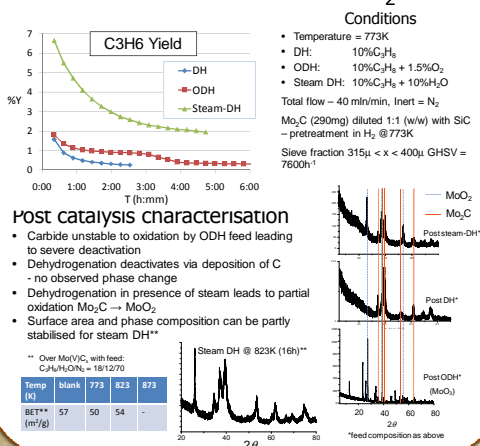 2
Conditions
7
6
5
4
3
2
1
0
%Y
C3H6 Yield
DH
ODH
Steam-DH
0:00 1:00 2:00 3:00 4:00 5:00 6:00
T (h:mm)
• Temperature = 773K
• DH: 10%C₃H₈
• ODH: 10%C₃H₈ + 1.5%O₂
• Steam DH: 10%C₃H₈ + 10%H₂O
Total flow – 40 mln/min, Inert = N₂
Mo₂C (290mg) diluted 1:1 (w/w) with SiC
– pretreatment in H₂ @773K
Sieve fraction 315µ < x < 400µ GHSV =
7600h⁻¹
Post catalysis characterisation
• Carbide unstable to oxidation by ODH feed leading
to severe deactivation
• Dehydrogenation deactivates via deposition of C
- no observed phase change
• Dehydrogenation in presence of steam leads to partial
oxidation Mo₂C → MoO₂
• Surface area and phase composition can be partly
stabilised for steam DH**
** Over Mo(V)Cₓ with feed:
C₃H₈/H₂O/N₂ = 18/12/70
Temp (K) blank 773 823 873
BET** (m²/g) 57 50 54 -
Steam DH @ 823K (16h)**
20 40 60 80
2θ
MoO₂
Mo₂C
Post steam-DH*
Post DH*
Post ODH*
(MoO₃)
20 40 60 80
2θ
*feed composition as above